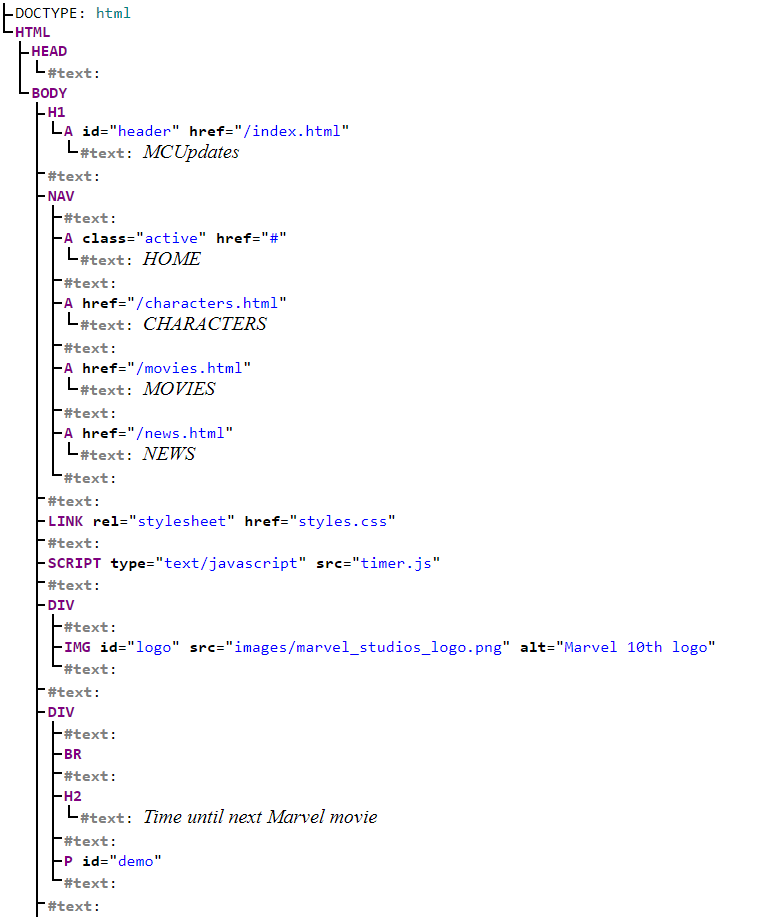 DOCTYPE: html
HTML
HEAD
#text:
BODY
H1
A id="header" href="/index.html"
#text: MCUpdates
#text:
NAV
#text:
A class="active" href="#"
#text: HOME
#text:
A href="/characters.html"
#text: CHARACTERS
#text:
A href="/movies.html"
#text: MOVIES
#text:
A href="/news.html"
#text: NEWS
#text:
#text:
LINK rel="stylesheet" href="styles.css"
#text:
SCRIPT type="text/javascript" src="timer.js"
#text:
DIV
#text:
IMG id="logo" src="images/marvel_studios_logo.png" alt="Marvel 10th logo"
#text:
#text:
DIV
#text:
BR
#text:
H2
#text: Time until next Marvel movie
#text:
P id="demo"
#text:
#text: